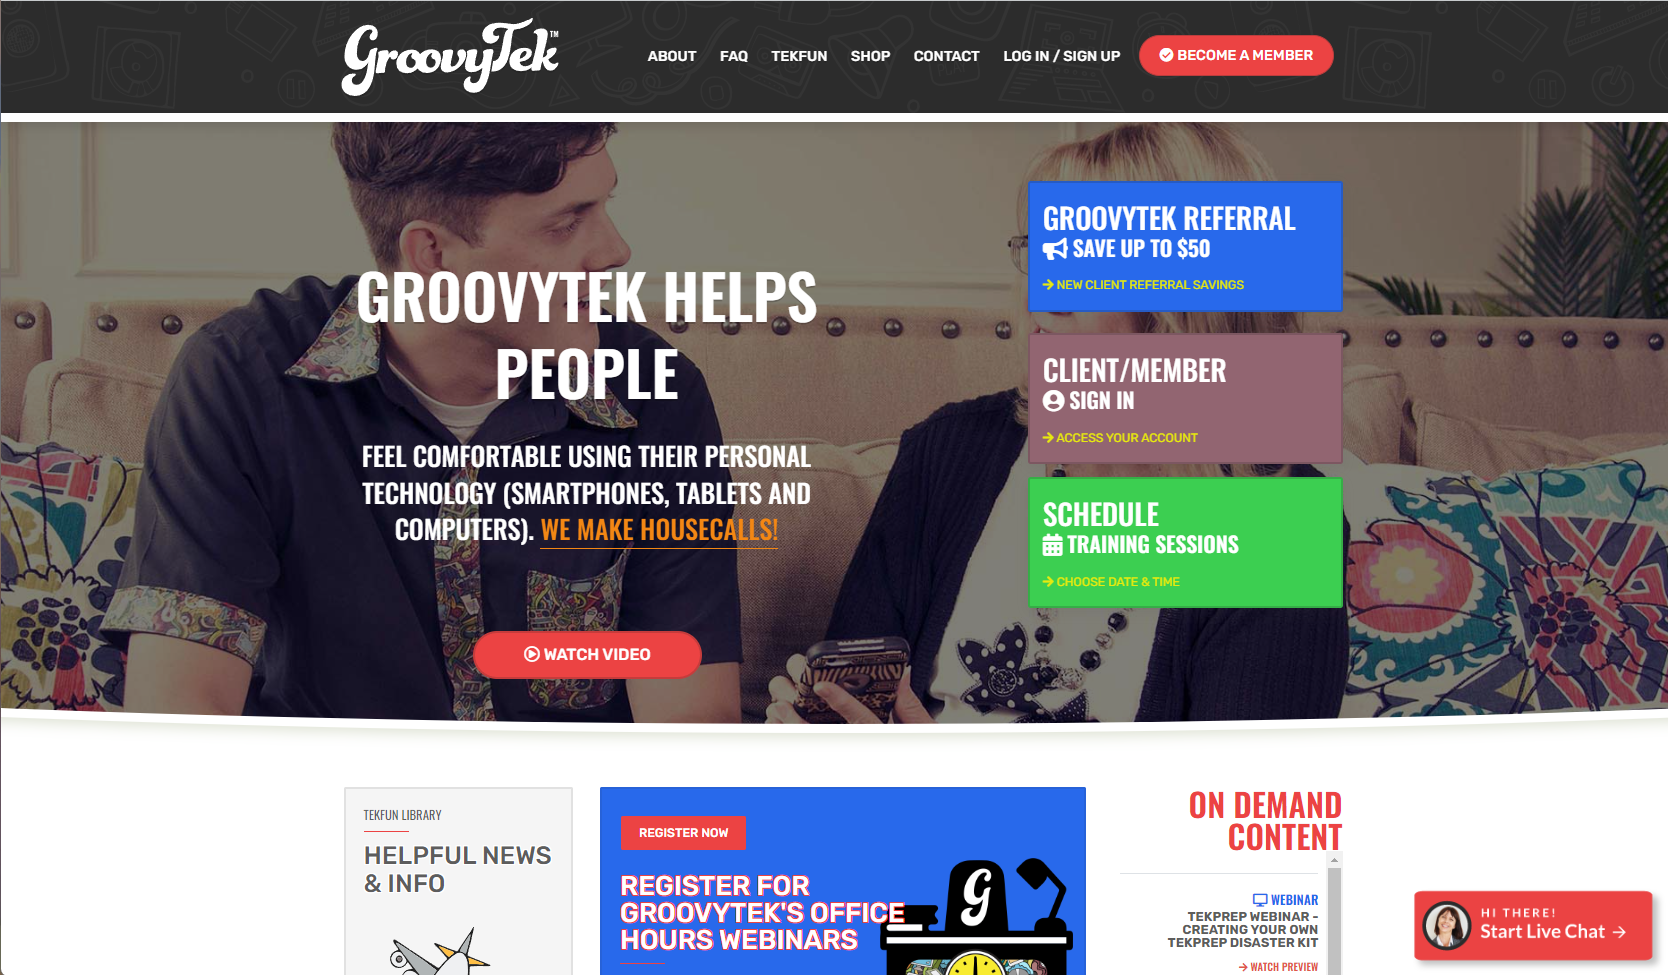 GroovyTek™
ABOUT FAQ TEKFUN SHOP CONTACT LOG IN / SIGN UP BECOME A MEMBER
GROOVYTEK HELPS
PEOPLE
FEEL COMFORTABLE USING THEIR PERSONAL
TECHNOLOGY (SMARTPHONES, TABLETS AND
COMPUTERS). WE MAKE HOUSECALLS!
WATCH VIDEO
GROOVYTEK REFERRAL
SAVE UP TO $50
NEW CLIENT REFERRAL SAVINGS
CLIENT/MEMBER
SIGN IN
ACCESS YOUR ACCOUNT
SCHEDULE
TRAINING SESSIONS
CHOOSE DATE & TIME
TEKFUN LIBRARY
HELPFUL NEWS
& INFO
REGISTER NOW
REGISTER FOR
GROOVYTEK'S OFFICE
HOURS WEBINARS
G
ON DEMAND
CONTENT
WEBINAR
TEKPREP WEBINAR -
CREATING YOUR OWN
TEKPREP DISASTER KIT
WATCH PREVIEW
HI THERE!
Start Live Chat